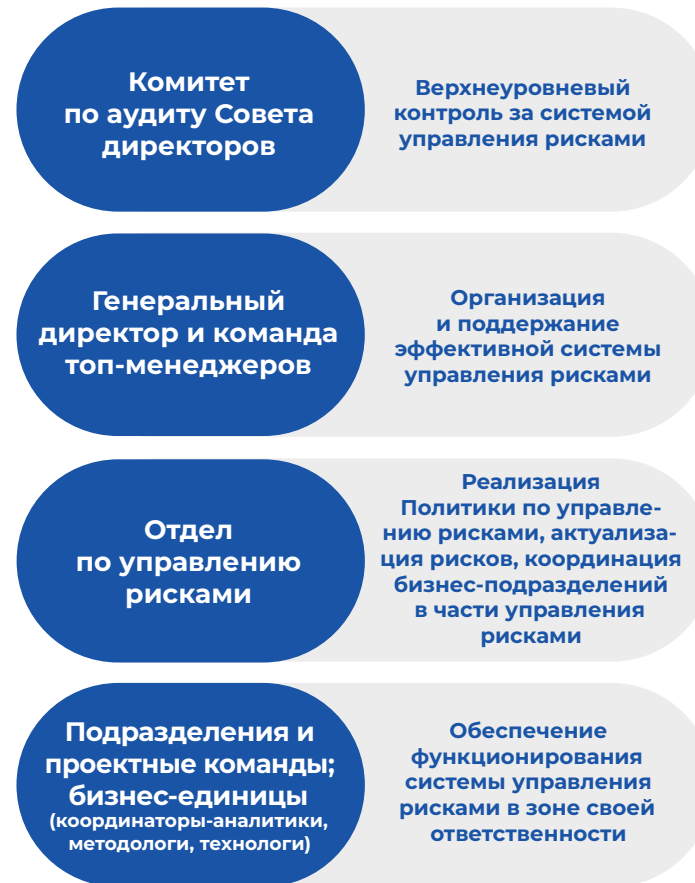 Комитет
по аудиту Совета
директоров
Верхнеуровневый
контроль за системой
управления рисками
Генеральный
директор и команда
топ-менеджеров
Организация
и поддержание
эффективной системы
управления рисками
Отдел
по управлению
рисками
Реализация
Политики по управле-
нию рисками, актуализа-
ция рисков, координация
бизнес-подразделений
в части управления
рисками
Подразделения и
проектные команды;
бизнес-единицы
(координаторы-аналитики,
методологи, технологи)
Обеспечение
функционирования
системы управления
рисками в зоне своей
ответственности